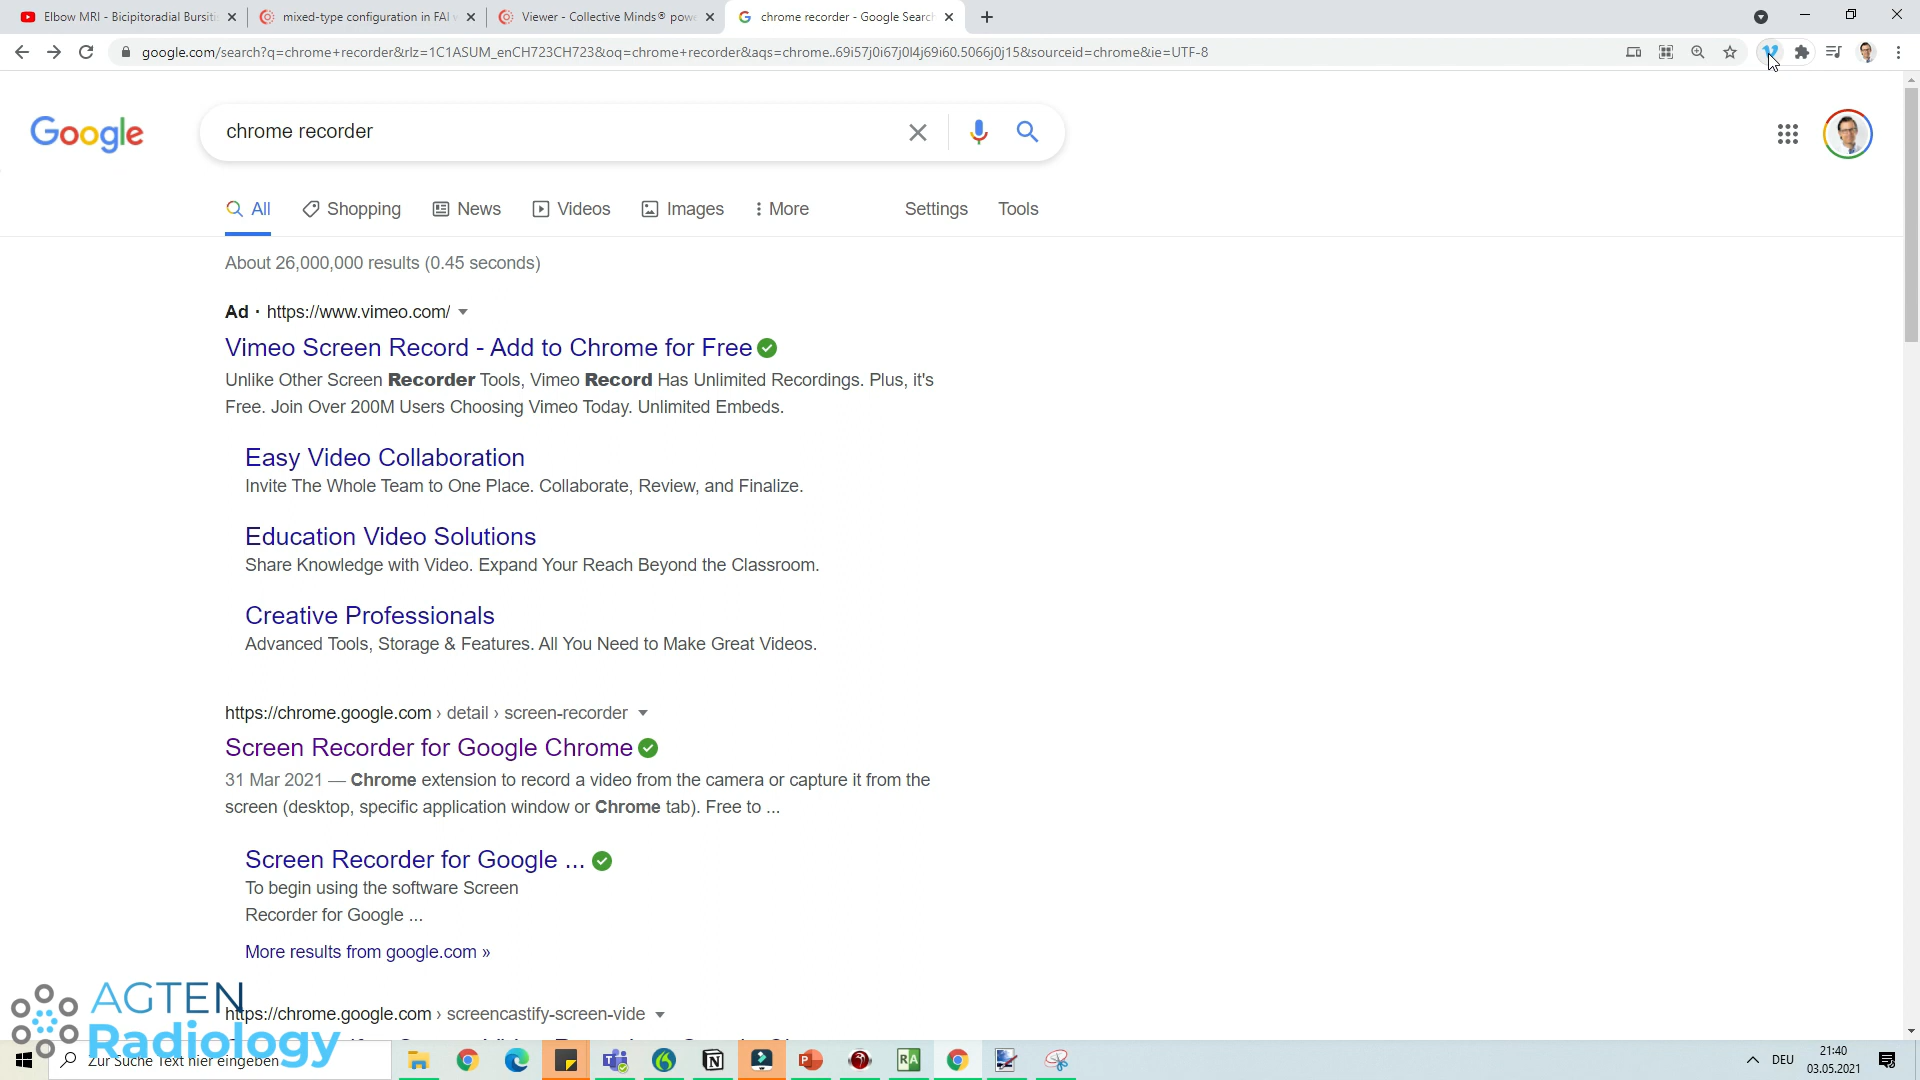 Elbow MRI - Bicipitoradial Bursiti
mixed-type configuration in FAI w
Viewer - Collective Minds® powe
chrome recorder - Google Search
google.com/search?q=chrome+recorder&rlz=1C1ASUM_enCH723CH723&oq=chrome+recorder&aqs=chrome..69i57j0i67j0l4j69i60.5066j0j15&sourceid=chrome&ie=UTF-8
Google
chrome recorder
All
Shopping
News
Videos
Images
More
Settings
Tools
About 26,000,000 results (0.45 seconds)
Ad · https://www.vimeo.com/
Vimeo Screen Record - Add to Chrome for Free
Unlike Other Screen Recorder Tools, Vimeo Record Has Unlimited Recordings. Plus, it's
Free. Join Over 200M Users Choosing Vimeo Today. Unlimited Embeds.
Easy Video Collaboration
Invite The Whole Team to One Place. Collaborate, Review, and Finalize.
Education Video Solutions
Share Knowledge with Video. Expand Your Reach Beyond the Classroom.
Creative Professionals
Advanced Tools, Storage & Features. All You Need to Make Great Videos.
https://chrome.google.com › detail › screen-recorder
Screen Recorder for Google Chrome
31 Mar 2021 — Chrome extension to record a video from the camera or capture it from the
screen (desktop, specific application window or Chrome tab). Free to ...
Screen Recorder for Google ...
To begin using the software Screen
Recorder for Google ...
More results from google.com »
https://chrome.google.com › screencastify-screen-vide
AGTEN
Radiology
Zur Suche Text hier eingeben
DEU
21:40
03.05.2021